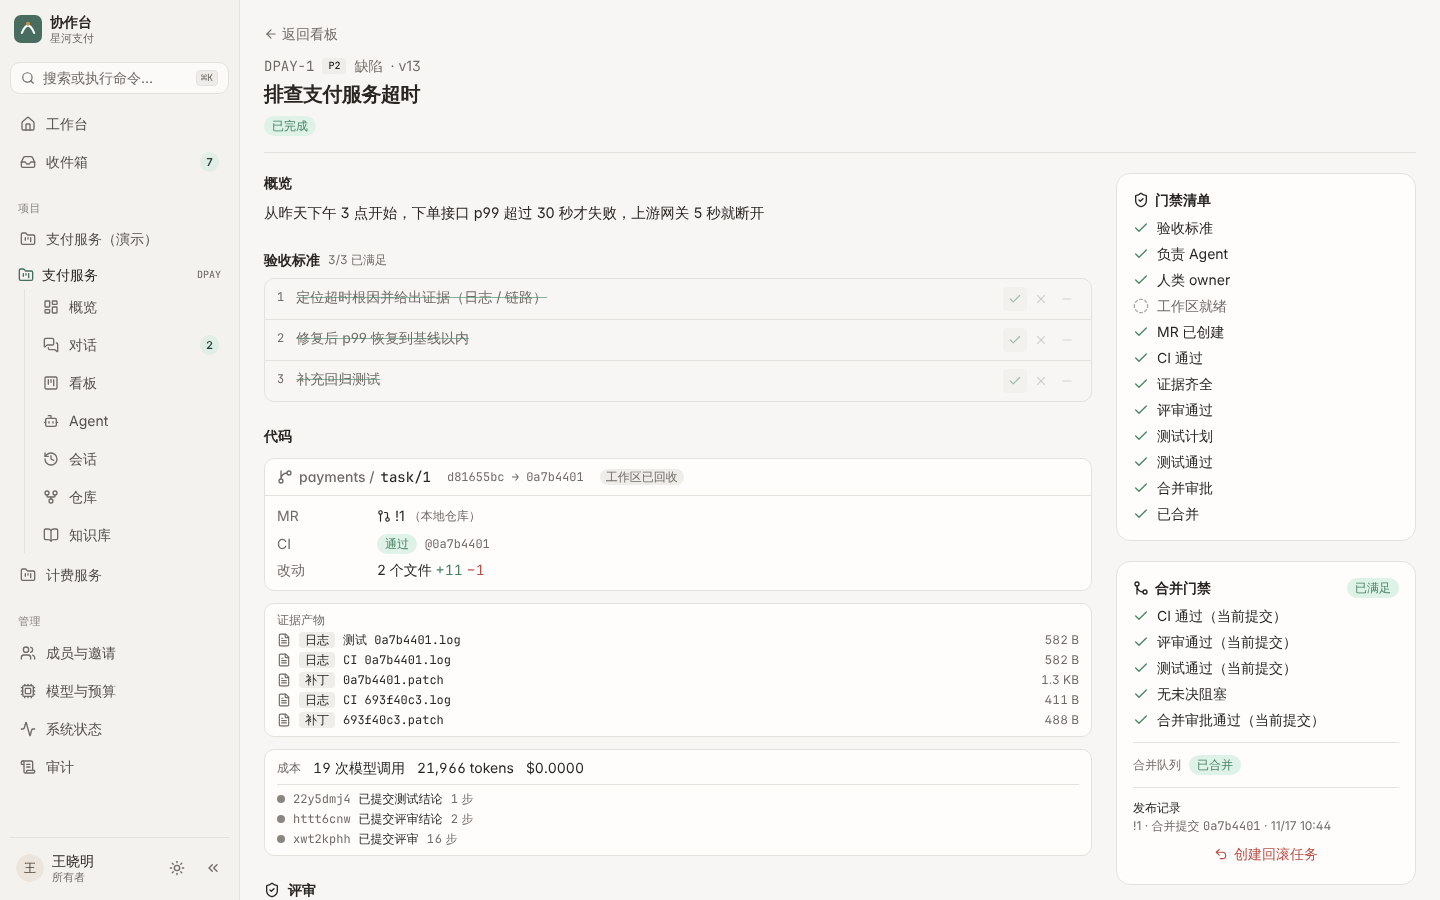 协作台
星河支付
搜索或执行命令... ⌘K
工作台
收件箱 7
项目
支付服务（演示）
支付服务 DPAY
概览
对话 2
看板
Agent
会话
仓库
知识库
计费服务
管理
成员与邀请
模型与预算
系统状态
审计
王 王晓明
所有者
返回看板
DPAY-1 P2 缺陷 · v13
排查支付服务超时
已完成
概览
从昨天下午 3 点开始，下单接口 p99 超过 30 秒才失败，上游网关 5 秒就断开
验收标准 3/3 已满足
1 定位超时根因并给出证据（日志 / 链路）
2 修复后 p99 恢复到基线以内
3 补充回归测试
代码
payments / task/1 d81655bc → 0a7b4401 工作区已回收
MR !1 （本地仓库）
CI 通过 @0a7b4401
改动 2 个文件 +11 −1
证据产物
日志 测试 0a7b4401.log 582 B
日志 CI 0a7b4401.log 582 B
补丁 0a7b4401.patch 1.3 KB
日志 CI 693f40c3.log 411 B
补丁 693f40c3.patch 488 B
成本 19 次模型调用 21,966 tokens $0.0000
22y5dmj4 已提交测试结论 1 步
httt6cnw 已提交评审结论 2 步
xwt2kphh 已提交评审 16 步
评审
门禁清单
验收标准
负责 Agent
人类 owner
工作区就绪
MR 已创建
CI 通过
证据齐全
评审通过
测试计划
测试通过
合并审批
已合并
合并门禁 已满足
CI 通过（当前提交）
评审通过（当前提交）
测试通过（当前提交）
无未决阻塞
合并审批通过（当前提交）
合并队列 已合并
发布记录
!1 · 合并提交 0a7b4401 · 11/17 10:44
创建回滚任务